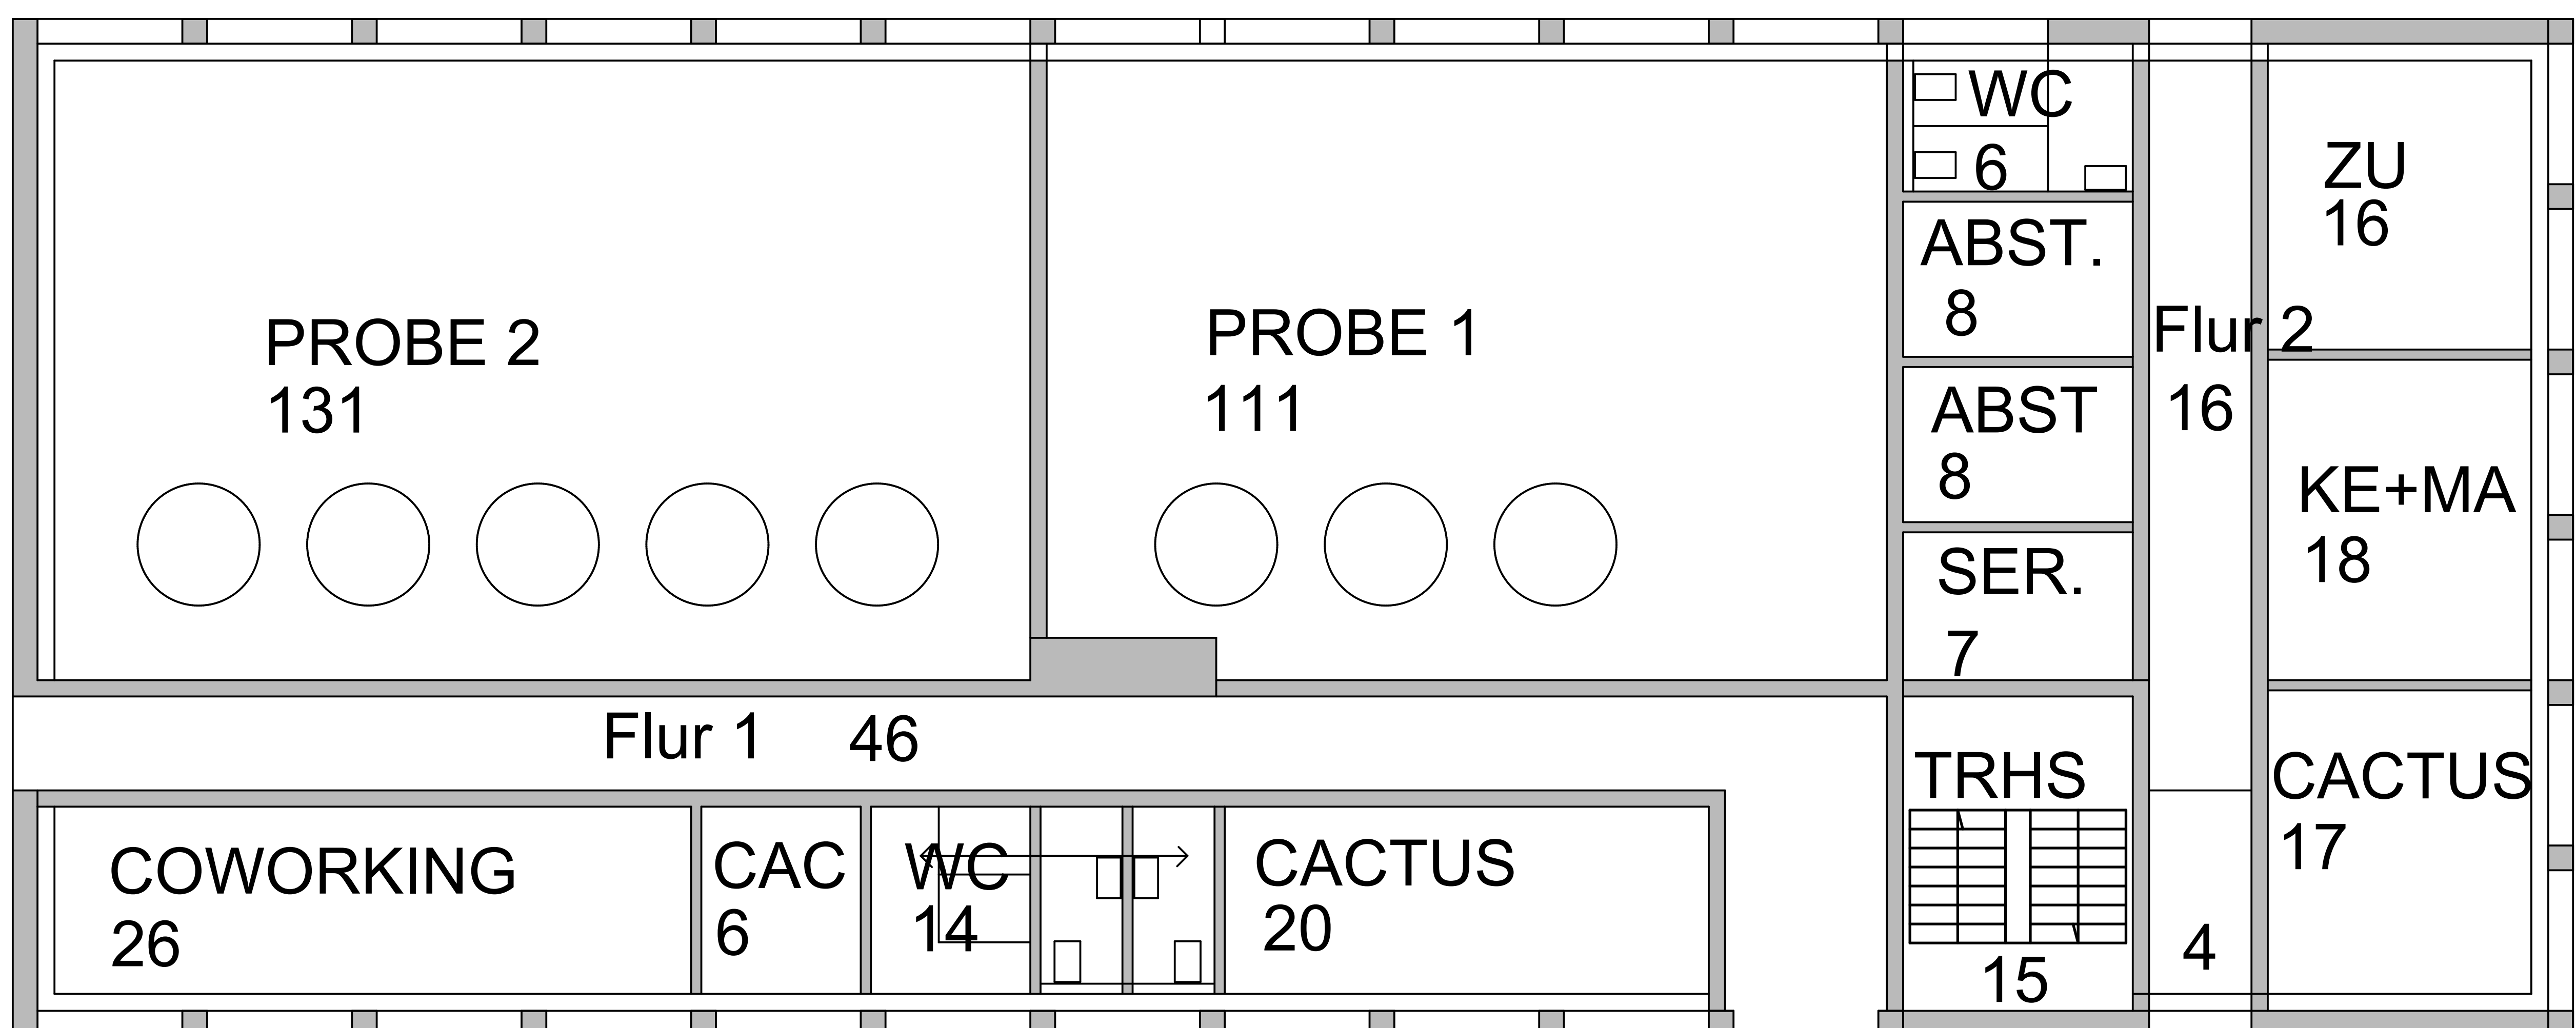 PROBE 2
131
PROBE 1
111
WC
6
ABST.
8
ABST
8
SER.
7
Flur 2
16
ZU
16
KE+MA
18
Flur 1 46
COWORKING
26
CAC
6
WC
14
CACTUS
20
TRHS
15
4
CACTUS
17